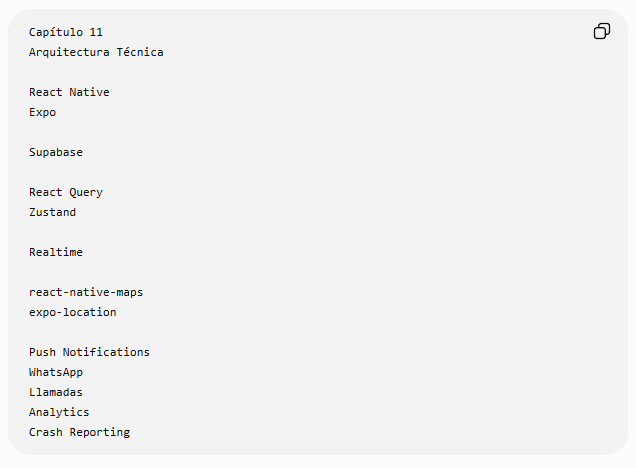 Capítulo 11
Arquitectura Técnica
React Native
Expo
Supabase
React Query
Zustand
Realtime
react-native-maps
expo-location
Push Notifications
WhatsApp
Llamadas
Analytics
Crash Reporting